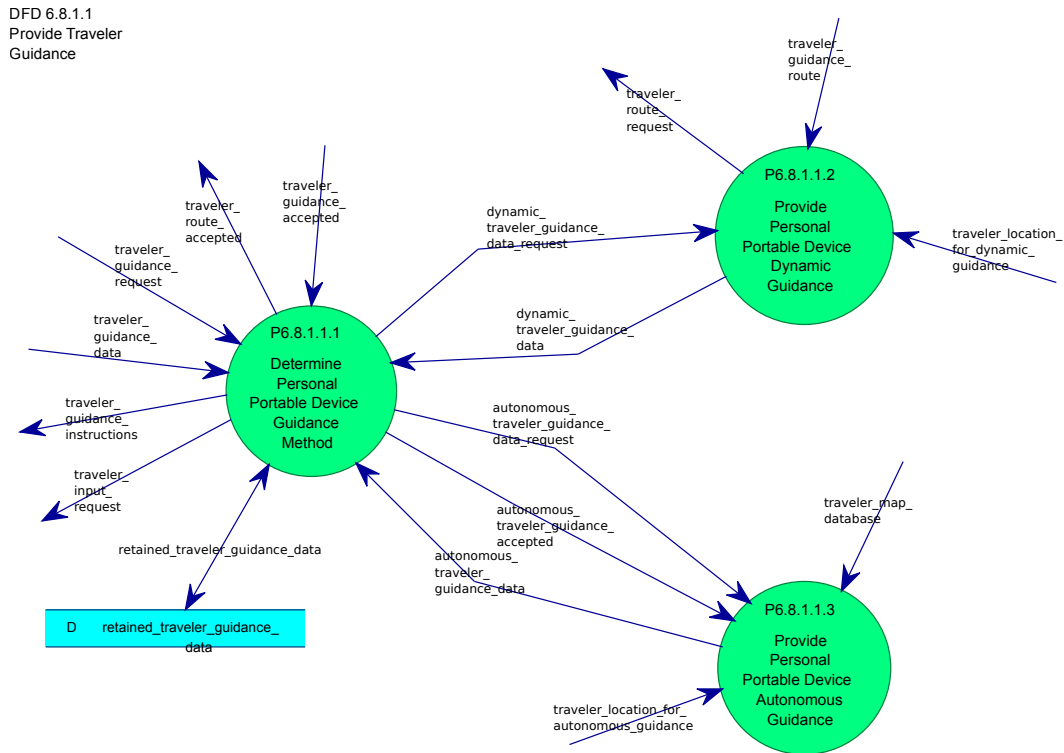 DFD 6.8.1.1
Provide Traveler
Guidance
traveler_
guidance_
route
traveler_
route_
request
P6.8.1.1.2
Provide
Personal
Portable Device
Dynamic
Guidance
traveler_location_
for_dynamic_
guidance
traveler_
guidance_
accepted
traveler_
route_
accepted
dynamic_
traveler_guidance_
data_request
traveler_
guidance_
request
traveler_
guidance_
data
dynamic_
traveler_guidance_
data
P6.8.1.1.1
Determine
Personal
Portable Device
Guidance
Method
traveler_
guidance_
instructions
autonomous_
traveler_guidance_
data_request
traveler_
input_
request
traveler_map_
database
autonomous_
traveler_guidance_
accepted
retained_traveler_guidance_data
autonomous_
traveler_
guidance_data
D retained_traveler_guidance_
data
P6.8.1.1.3
Provide
Personal
Portable Device
Autonomous
Guidance
traveler_location_for_
autonomous_guidance